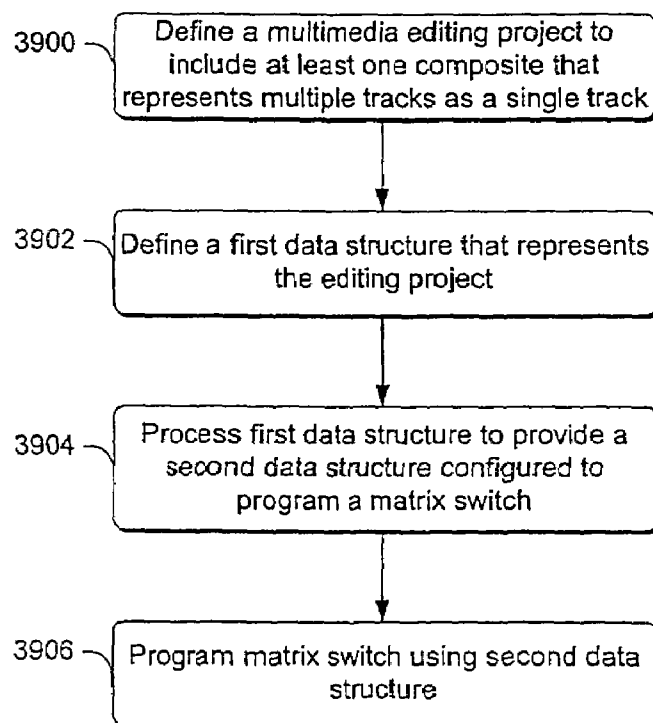 3900
Define a multimedia editing project to
include at least one composite that
represents multiple tracks as a single track
3902
Define a first data structure that represents
the editing project
3904
Process first data structure to provide a
second data structure configured to
program a matrix switch
3906
Program matrix switch using second data
structure